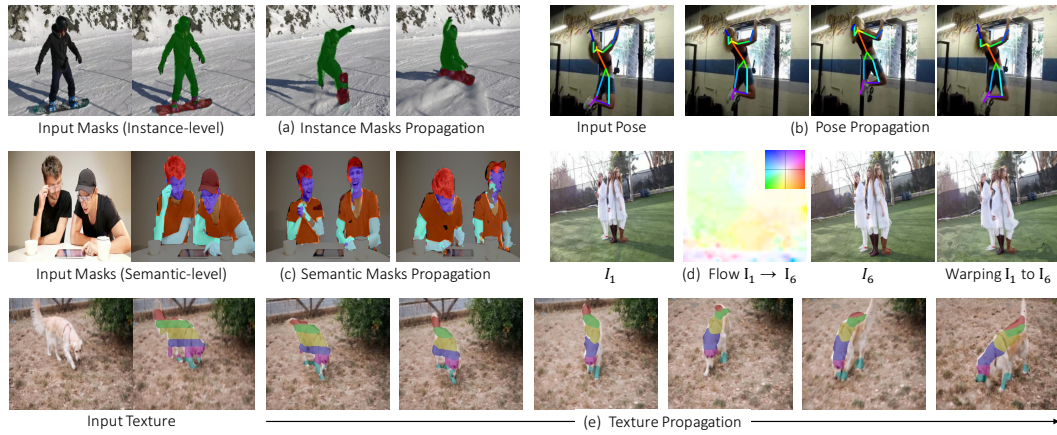 Input Masks (Instance-level)
(a) Instance Masks Propagation
Input Pose
(b) Pose Propagation
Input Masks (Semantic-level)
(c) Semantic Masks Propagation
I₁
(d) Flow I₁ → I₆
I₆
Warping I₁ to I₆
Input Texture
(e) Texture Propagation